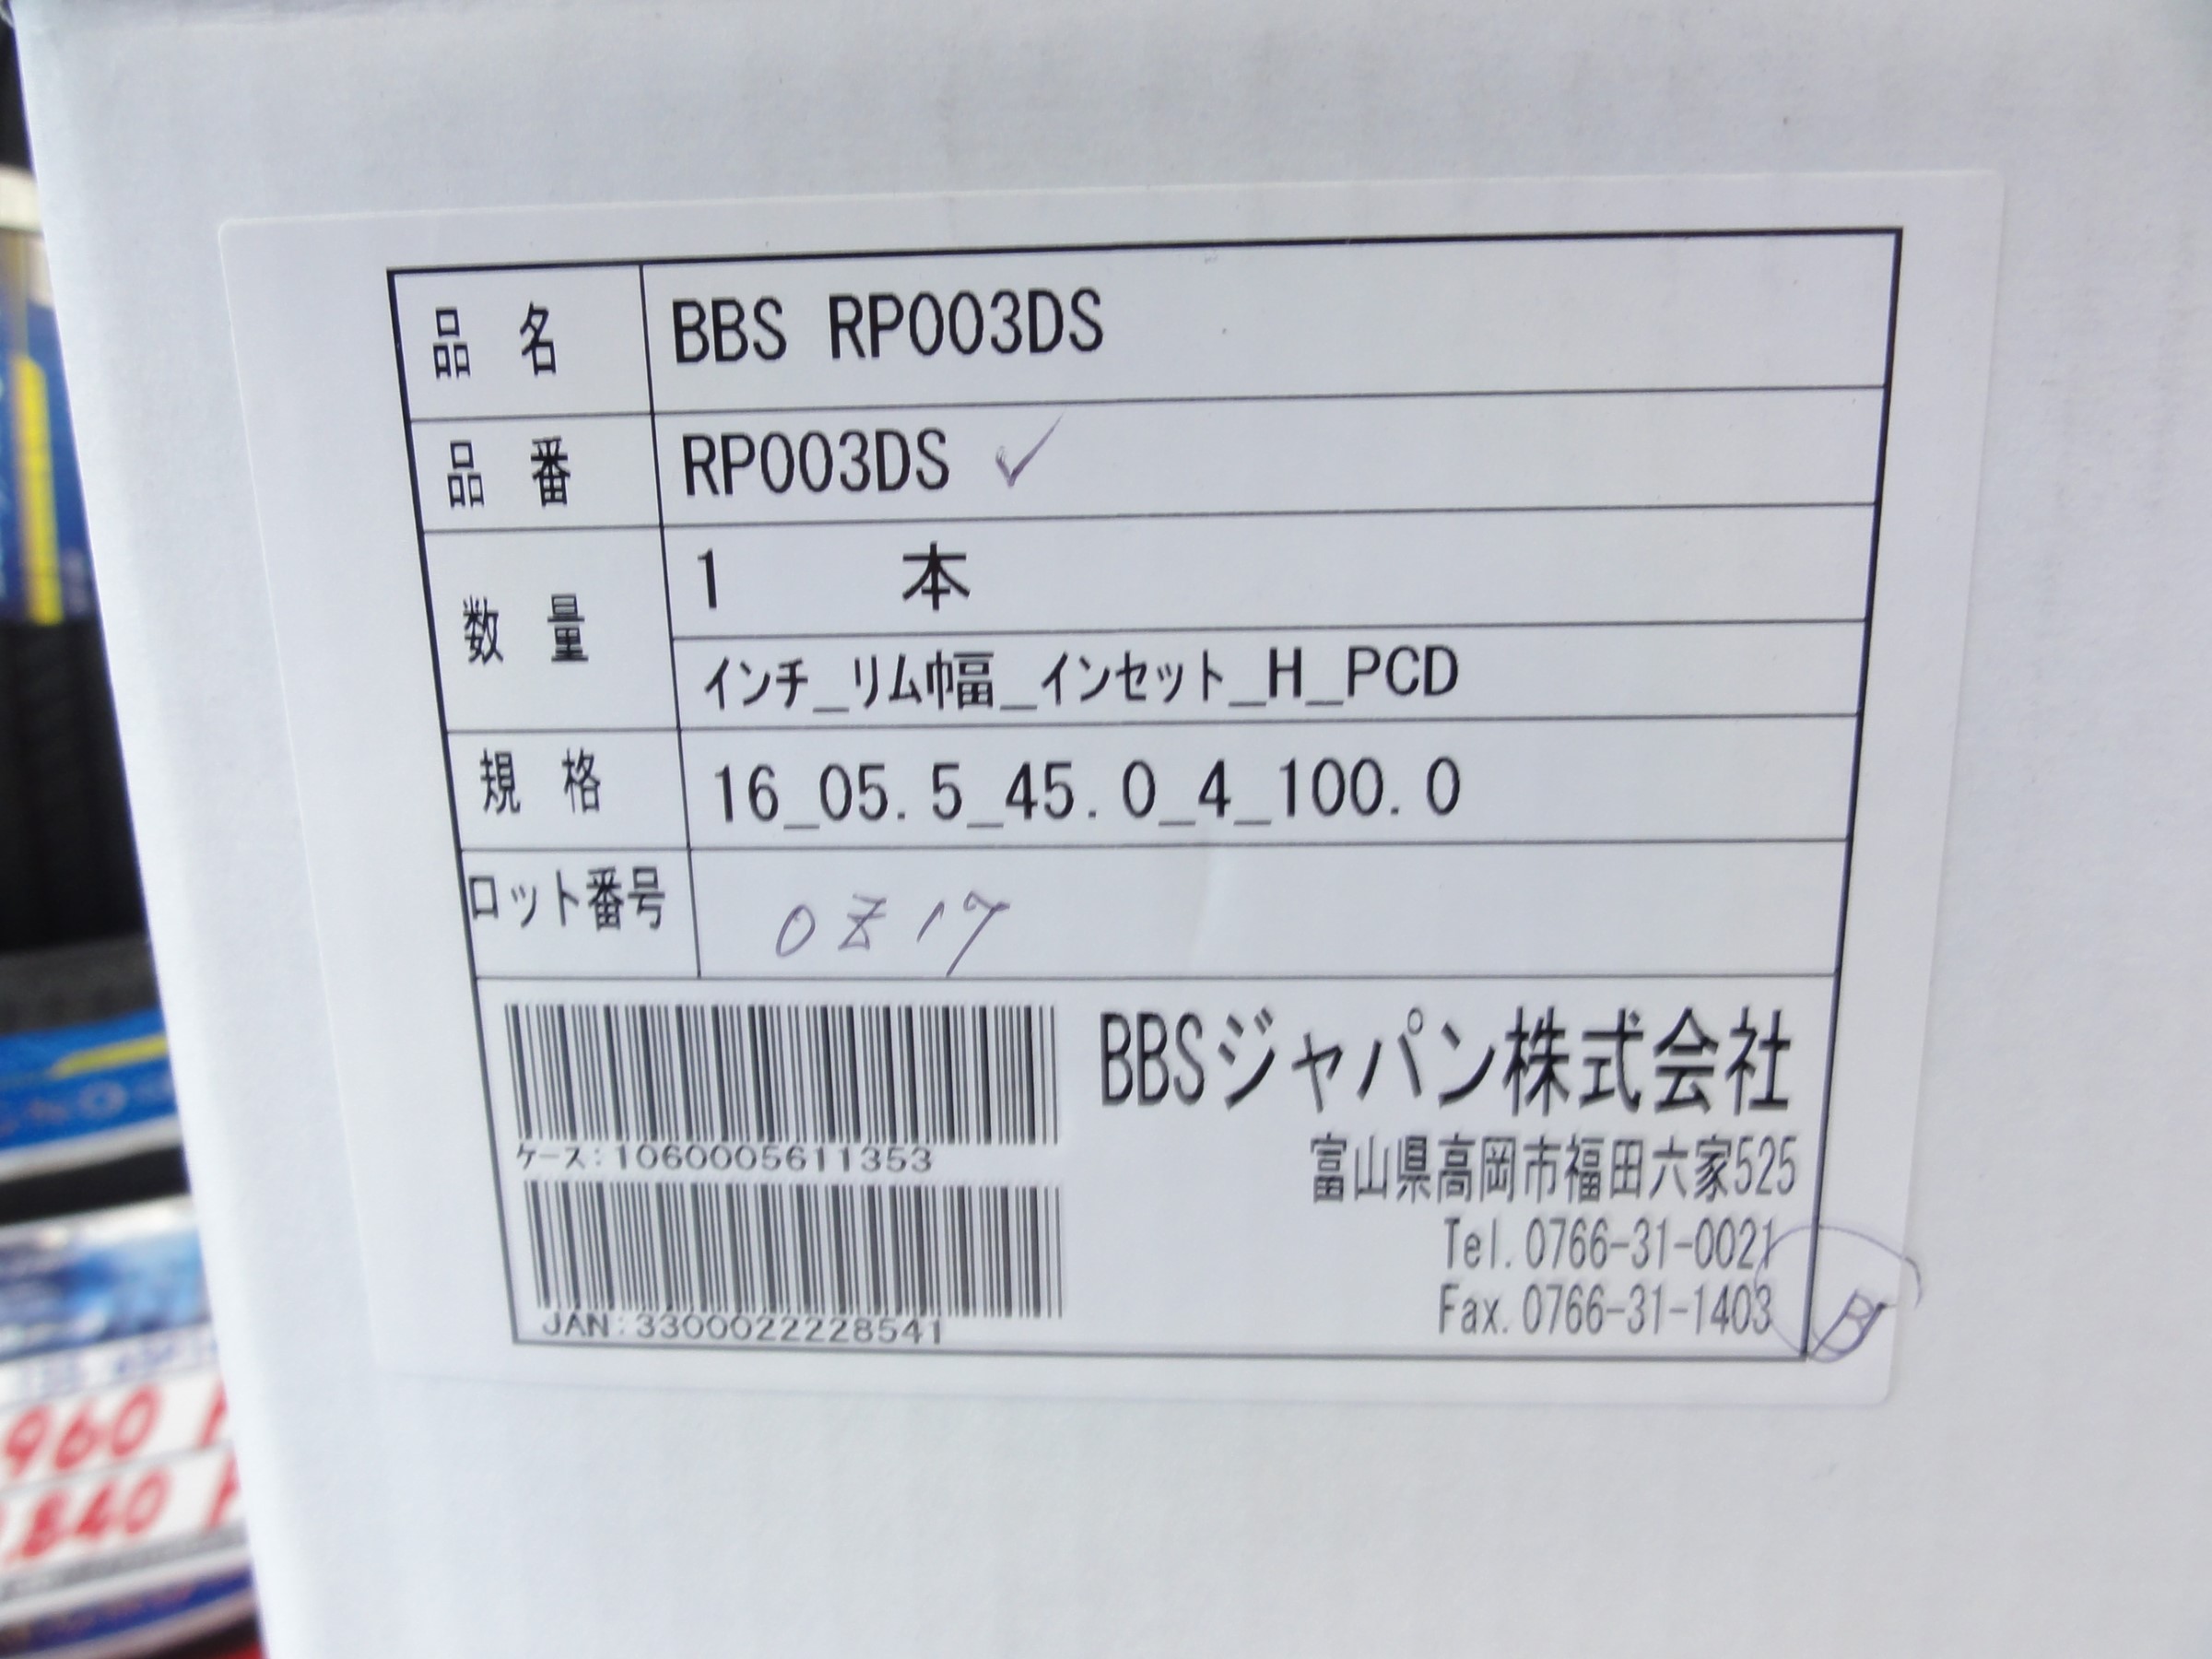 品名 BBS RP003DS
品番 RP003DS ✓
数量 1 本
インチ_リム巾福_インセット_H_PCD
規格 16_05.5_45.0_4_100.0
ロット番号 0Z17
BBSジャパン株式会社
富山県高岡市福田六家525
Tel.0766-31-0021
Fax.0766-31-1403
ケース:1060005611353
JAN:3300022228541
960
840